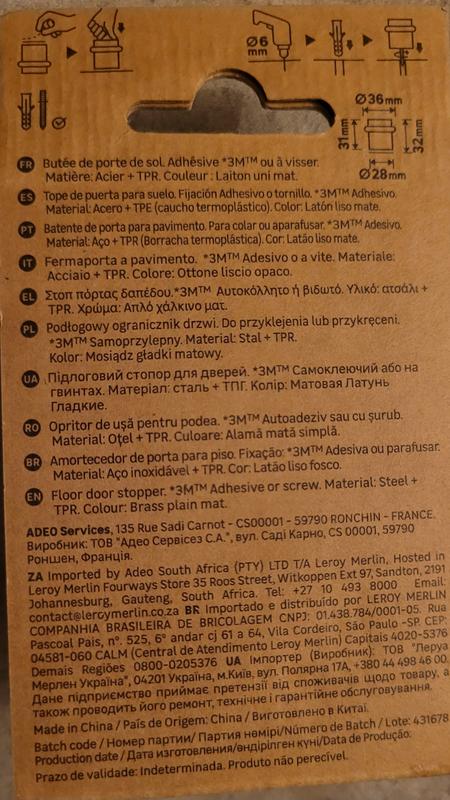 Ø6
mm
Ø36mm
31 mm
32 mm
Ø28mm
FR Butée de porte de sol. Adhésive *3M™ ou à visser.
Matière: Acier + TPR. Couleur : Laiton uni mat.
ES Tope de puerta para suelo. Fijación Adhesivo o tornillo. *3M™ Adhesivo.
Material: Acero + TPE (caucho termoplástico). Color: Latón liso mate.
PT Batente de porta para pavimento. Para colar ou aparafusar. *3M™ Adesivo.
Material: Aço + TPR (Borracha termoplástica). Cor: Latão liso mate.
IT Fermaporta a pavimento. *3M™ Adesivo o a vite. Materiale:
Acciaio + TPR. Colore: Ottone liscio opaco.
EL Στοπ πόρτας δαπέδου.*3M™ Αυτοκόλλητο ή βιδωτό. Υλικό: ατσάλι +
TPR. Χρώμα: Απλό χάλκινο ματ.
PL Podłogowy ogranicznik drzwi. Do przyklejenia lub przykręceni.
*3M™ Samoprzylepny. Material: Stal + TPR.
Kolor: Mosiądz gładki matowy.
UA Підлоговий стопор для дверей. *3M™ Самоклеючий або на
гвинтах. Матеріал: сталь + ТПГ. Колір: Матовая Латунь
Гладкие.
RO Opritor de ușă pentru podea. *3M™ Autoadeziv sau cu șurub.
Material: Oțel + TPR. Culoare: Alamă mată simplă.
BR Amortecedor de porta para piso. Fixação: *3M™ Adesiva ou parafusar.
Material: Aço inoxidável + TPR. Cor: Latão liso fosco.
EN Floor door stopper. *3M™ Adhesive or screw. Material: Steel +
TPR. Colour: Brass plain mat.
ADEO Services, 135 Rue Sadi Carnot - CS00001 - 59790 RONCHIN - FRANCE.
Виробник: ТОВ "Адео Сервісез С.А.", вул. Саді Карно, CS 00001, 59790
Роншен, Франція.
ZA Imported by Adeo South Africa (PTY) LTD T/A Leroy Merlin, Hosted in
Leroy Merlin Fourways Store 35 Roos Street, Witkoppen Ext 97, Sandton, 2191
Johannesburg, Gauteng, South Africa. Tel: +27 10 493 8000 Email:
contact@leroymerlin.co.za BR Importado e distribuído por LEROY MERLIN
COMPANHIA BRASILEIRA DE BRICOLAGEM CNPJ: 01.438.784/0001-05. Rua
Pascoal Pais, n°. 525, 6° andar cj 61 a 64, Vila Cordeiro, São Paulo -SP. CEP:
04581-060 CALM (Central de Atendimento Leroy Merlin) Capitais 4020-5376
Demais Regiões 0800-0205376 UA Імпортер (Виробник): ТОВ "Леруа
Мерлен Україна", 04201 Україна, м.Київ, вул. Полярна 17А, +380 44 498 46 00.
Дане підприємство приймає претензії від споживачів щодо товару, а
також проводить його ремонт, технічне і гарантійне обслуговування.
Made in China / País de Origem: China / Виготовлено в Китаї.
Batch code / Номер партии/ Партия немірі/Número de Batch / Lote: 431678
Production date / Дата изготовления/өндірілген күні/Data de Produção:
Prazo de validade: Indeterminada. Produto não perecível.